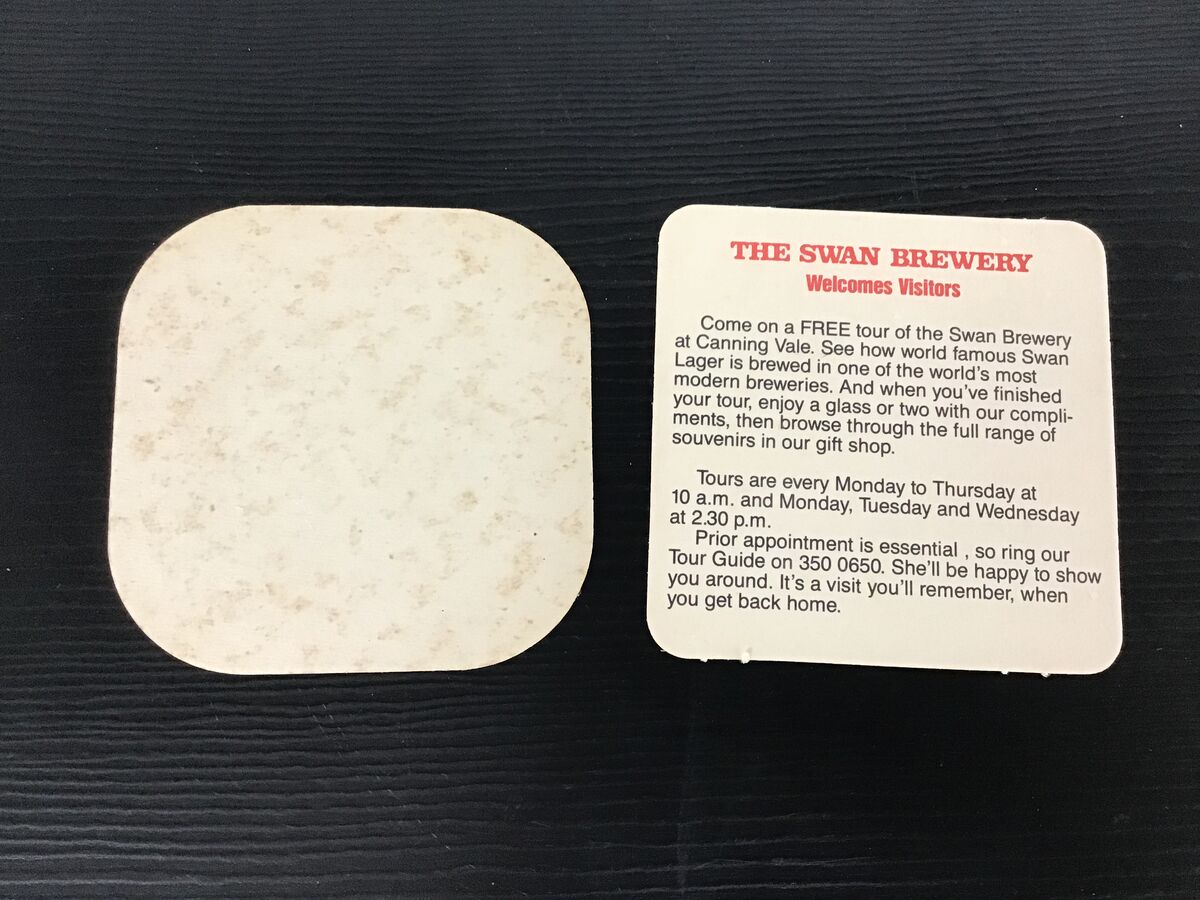 THE SWAN BREWERY
Welcomes Visitors
Come on a FREE tour of the Swan Brewery
at Canning Vale. See how world famous Swan
Lager is brewed in one of the world's most
modern breweries. And when you've finished
your tour, enjoy a glass or two with our compli-
ments, then browse through the full range of
souvenirs in our gift shop.
Tours are every Monday to Thursday at
10 a.m. and Monday, Tuesday and Wednesday
at 2.30 p.m.
Prior appointment is essential , so ring our
Tour Guide on 350 0650. She'll be happy to show
you around. It's a visit you'll remember, when
you get back home.